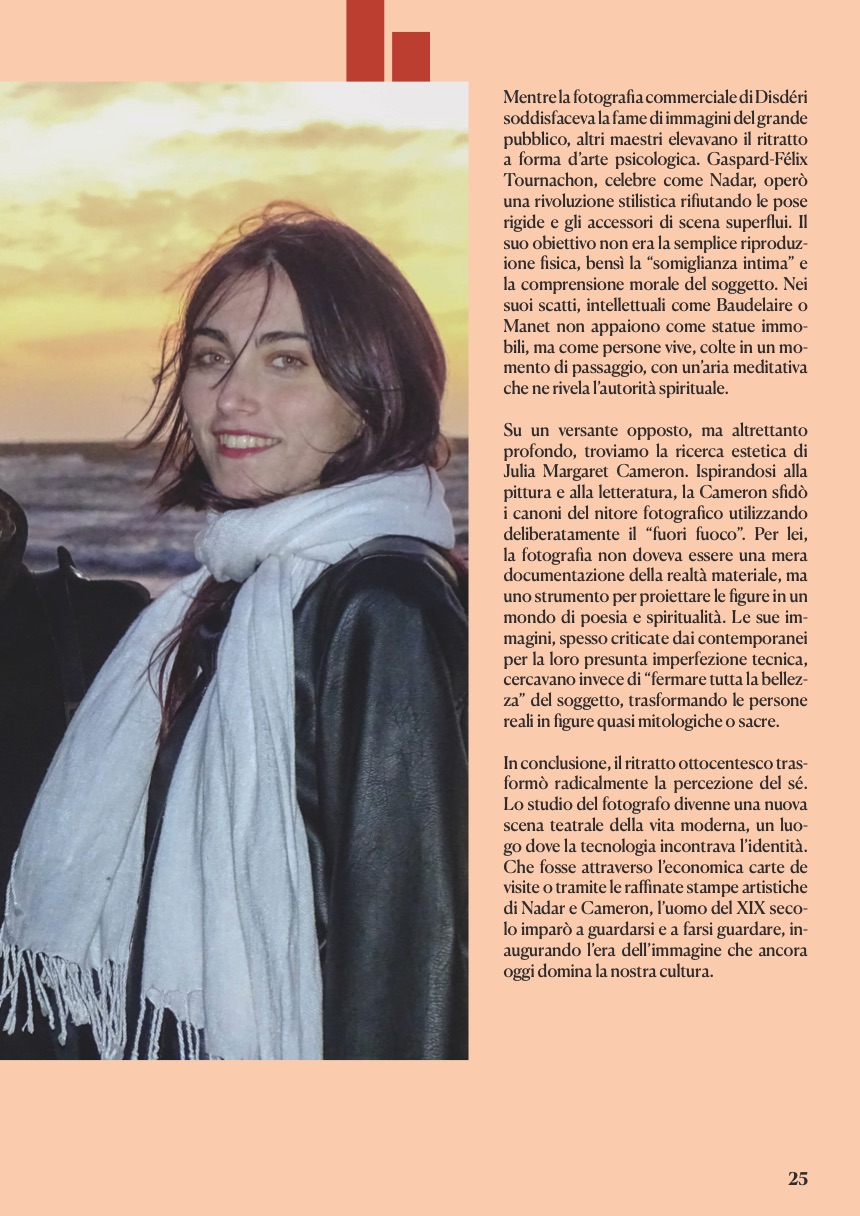 Mentre la fotografia commerciale di Disdéri
soddisfaceva la fame di immagini del grande
pubblico, altri maestri elevavano il ritratto
a forma d’arte psicologica. Gaspard-Félix
Tournachon, celebre come Nadar, operò
una rivoluzione stilistica rifiutando le pose
rigide e gli accessori di scena superflui. Il
suo obiettivo non era la semplice riproduz-
ione fisica, bensì la “somiglianza intima” e
la comprensione morale del soggetto. Nei
suoi scatti, intellettuali come Baudelaire o
Manet non appaiono come statue immo-
bili, ma come persone vive, colte in un mo-
mento di passaggio, con un’aria meditativa
che ne rivela l’autorità spirituale.
Su un versante opposto, ma altrettanto
profondo, troviamo la ricerca estetica di
Julia Margaret Cameron. Ispirandosi alla
pittura e alla letteratura, la Cameron sfidò
i canoni del nitore fotografico utilizzando
deliberatamente il “fuori fuoco”. Per lei,
la fotografia non doveva essere una mera
documentazione della realtà materiale, ma
uno strumento per proiettare le figure in un
mondo di poesia e spiritualità. Le sue im-
magini, spesso criticate dai contemporanei
per la loro presunta imperfezione tecnica,
cercavano invece di “fermare tutta la bellez-
za” del soggetto, trasformando le persone
reali in figure quasi mitologiche o sacre.
In conclusione, il ritratto ottocentesco tras-
formò radicalmente la percezione del sé.
Lo studio del fotografo divenne una nuova
scena teatrale della vita moderna, un luo-
go dove la tecnologia incontrava l’identità.
Che fosse attraverso l’economica carte de
visite o tramite le raffinate stampe artistiche
di Nadar e Cameron, l’uomo del XIX seco-
lo imparò a guardarsi e a farsi guardare, in-
augurando l’era dell’immagine che ancora
oggi domina la nostra cultura.
25